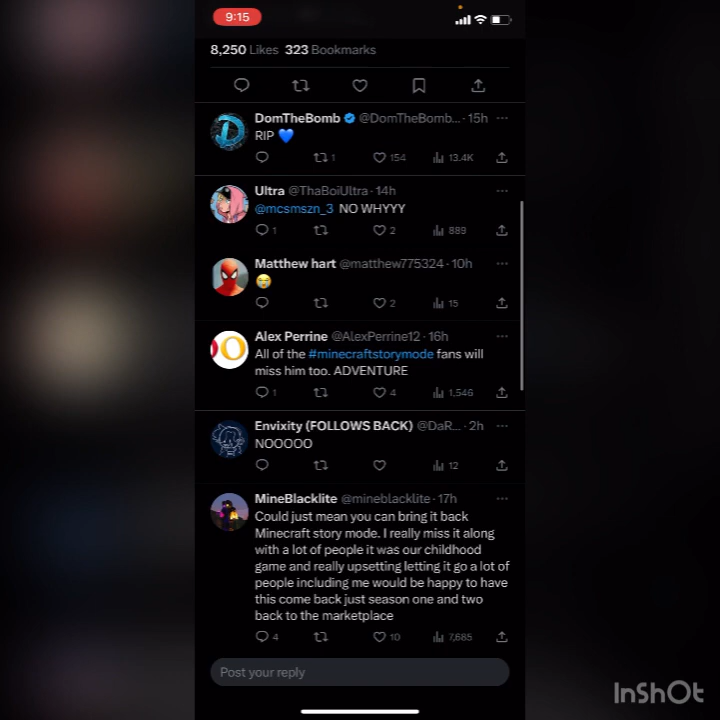 9:15
8,250 Likes 323 Bookmarks
DomTheBomb @DomTheBomb... · 15h
RIP 💙
1 154 13.4K
Ultra @ThaBoiUltra · 14h
@mcsmszn_3 NO WHYYY
1 2 889
Matthew hart @matthew775324 · 10h
😭
2 15
Alex Perrine @AlexPerrine12 · 16h
All of the #minecraftstorymode fans will
miss him too. ADVENTURE
1 4 1,546
Envixity (FOLLOWS BACK) @DaR... · 2h
NOOOOO
12
MineBlacklite @mineblacklite · 17h
Could just mean you can bring it back
Minecraft story mode. I really miss it along
with a lot of people it was our childhood
game and really upsetting letting it go a lot of
people including me would be happy to have
this come back just season one and two
back to the marketplace
4 10 7,685
Post your reply
InShOt